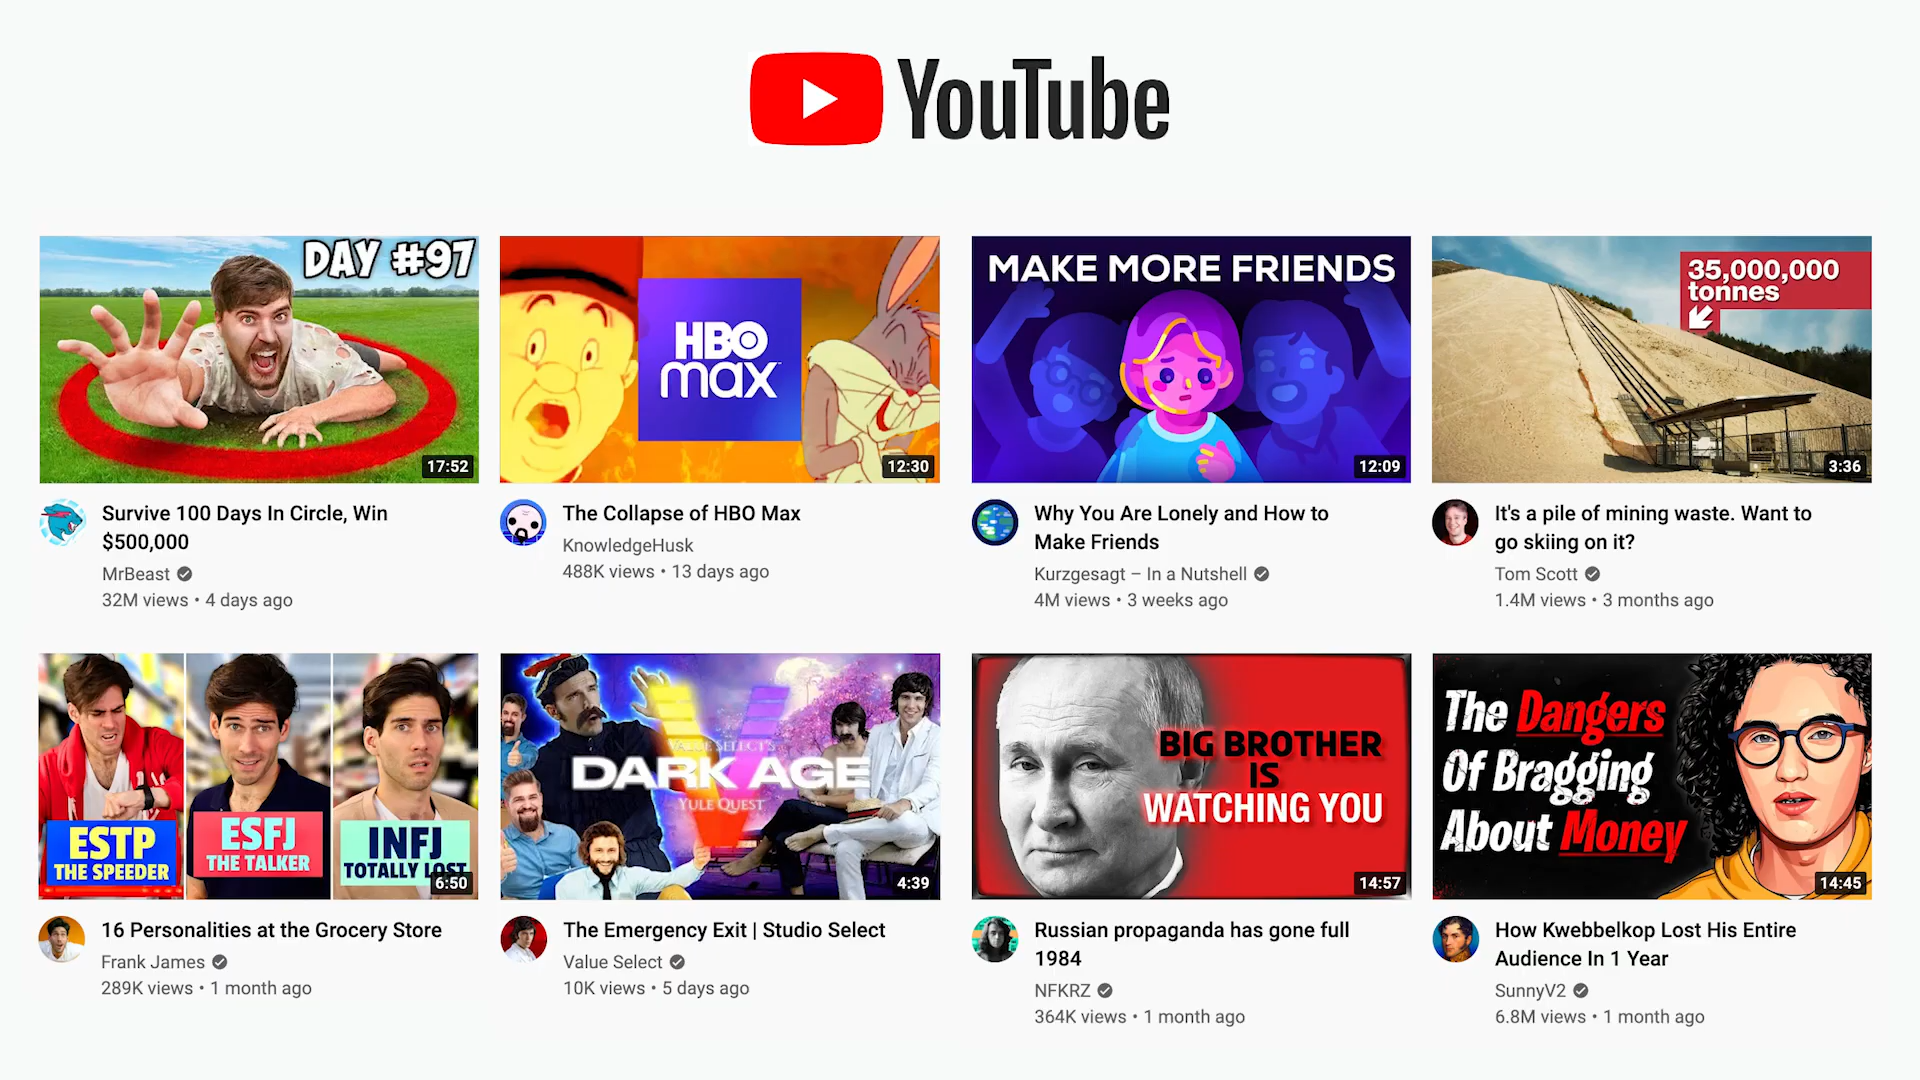 YouTube
DAY #97
17:52
HBO
max
12:30
MAKE MORE FRIENDS
12:09
35,000,000
tonnes
3:36
Survive 100 Days In Circle, Win
$500,000
MrBeast
32M views • 4 days ago
The Collapse of HBO Max
KnowledgeHusk
488K views • 13 days ago
Why You Are Lonely and How to
Make Friends
Kurzgesagt – In a Nutshell
4M views • 3 weeks ago
It's a pile of mining waste. Want to
go skiing on it?
Tom Scott
1.4M views • 3 months ago
ESTP
THE SPEEDER
ESFJ
THE TALKER
INFJ
TOTALLY LOST
6:50
VALUE SELECT'S
DARK AGE
YULE QUEST
4:39
BIG BROTHER
IS
WATCHING YOU
14:57
The Dangers
Of Bragging
About Money
14:45
16 Personalities at the Grocery Store
Frank James
289K views • 1 month ago
The Emergency Exit | Studio Select
Value Select
10K views • 5 days ago
Russian propaganda has gone full
1984
NFKRZ
364K views • 1 month ago
How Kwebbelkop Lost His Entire
Audience In 1 Year
SunnyV2
6.8M views • 1 month ago